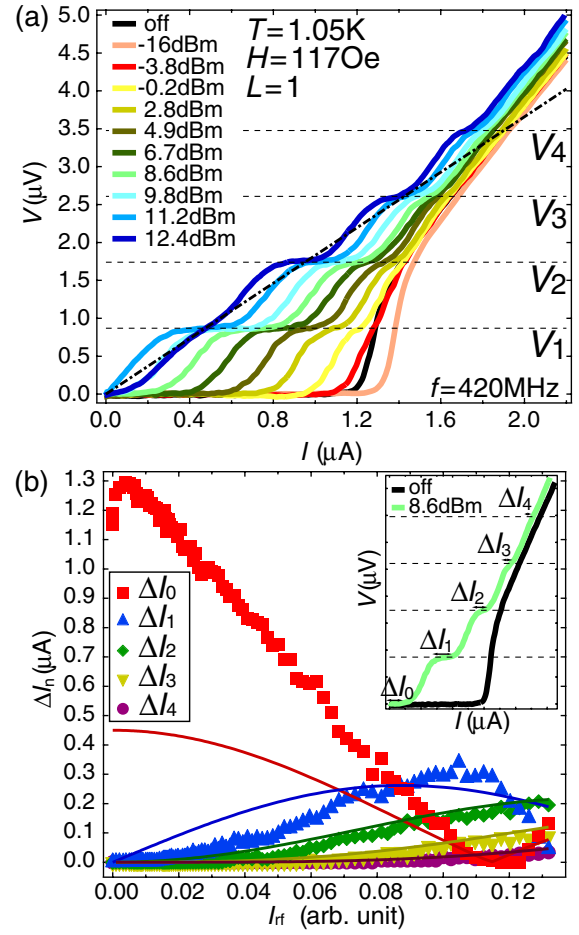 (a)
off
-16dBm
-3.8dBm
-0.2dBm
2.8dBm
4.9dBm
6.7dBm
8.6dBm
9.8dBm
11.2dBm
12.4dBm
T=1.05K
H=117Oe
L=1
5.0
4.5
4.0
3.5
3.0
2.5
2.0
1.5
1.0
0.5
0.0
V (μV)
V4
V3
V2
V1
f=420MHz
0.0 0.4 0.8 1.2 1.6 2.0
I (μA)
(b)
1.3
1.2
1.1
1.0
0.9
0.8
0.7
0.6
0.5
0.4
0.3
0.2
0.1
0.0
ΔIn (μA)
ΔI0
ΔI1
ΔI2
ΔI3
ΔI4
off
8.6dBm
V (μV)
ΔI4
ΔI3
ΔI2
ΔI1
ΔI0
I (μA)
0.00 0.02 0.04 0.06 0.08 0.10 0.12
Irf (arb. unit)